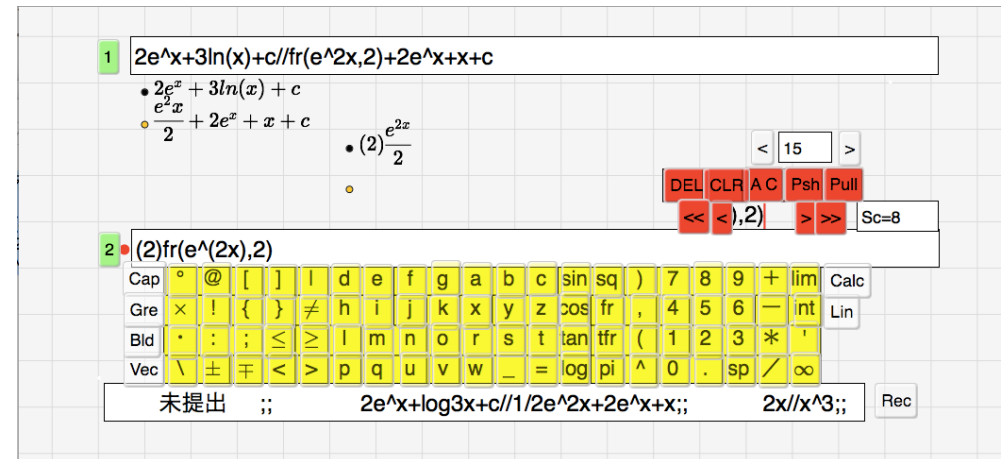 1 2e^x+3ln(x)+c//fr(e^2x,2)+2e^x+x+c
2e^x + 3ln(x) + c
e^2x/2 + 2e^x + x + c
(2)e^{2x}/2
< 15 >
DEL CLR A C Psh Pull
<< < ),2) > >> Sc=8
2 (2)fr(e^(2x),2)
Cap ° @ [ ] | d e f g a b c sin sq ) 7 8 9 + lim Calc
Gre × ! { } ≠ h i j k x y z cos fr , 4 5 6 − int Lin
Bld · : ; ≤ ≥ l m n o r s t tan tfr ( 1 2 3 * '
Vec \ ± ∓ < > p q u v w _ = log pi ^ 0 . sp / ∞
未提出 ;; 2e^x+log3x+c//1/2e^2x+2e^x+x;; 2x//x^3;; Rec